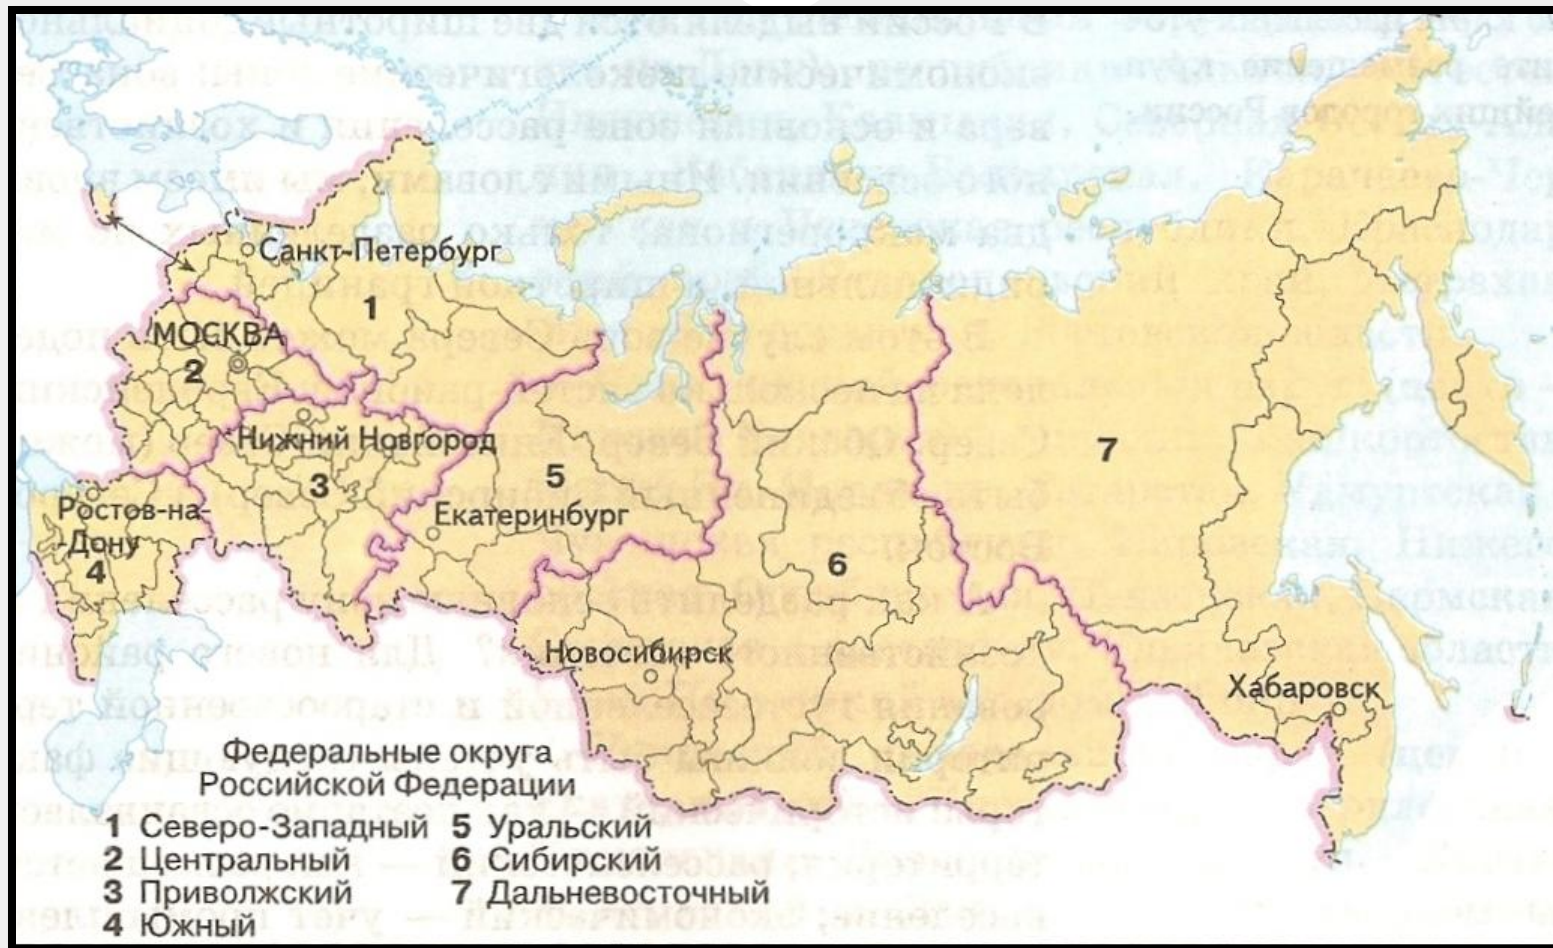 Санкт-Петербург
1
МОСКВА
2
Нижний Новгород
3
5
7
Екатеринбург
Ростов-на-
-Дону
4
6
Новосибирск
Хабаровск
Федеральные округа
Российской Федерации
1 Северо-Западный 5 Уральский
2 Центральный 6 Сибирский
3 Приволжский 7 Дальневосточный
4 Южный